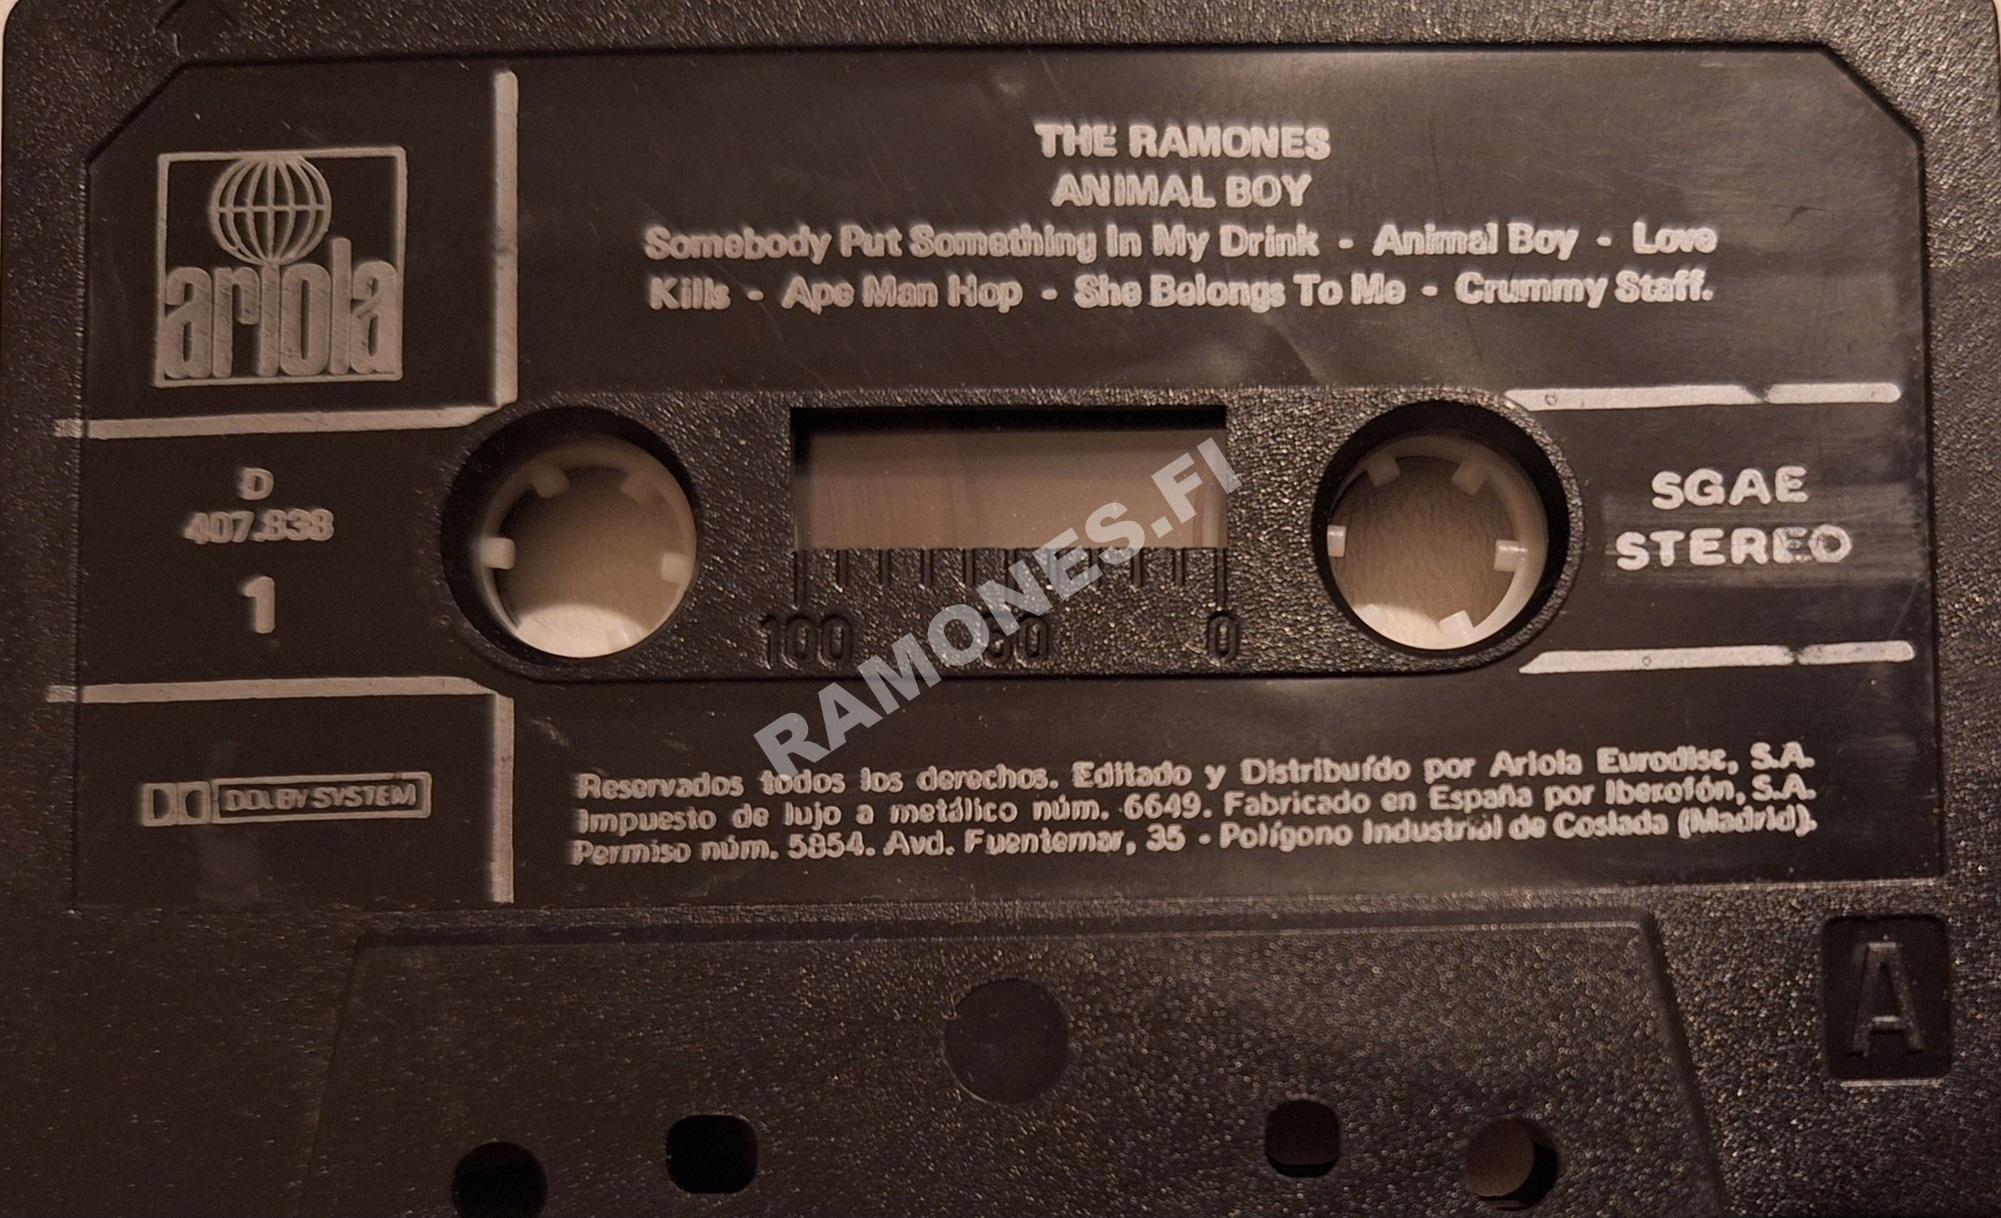 THE RAMONES
ANIMAL BOY
Somebody Put Something In My Drink - Animal Boy - Love
Kills - Ape Man Hop - She Belongs To Me - Crummy Staff.
ariola
D
407.838
1
SGAE
STEREO
100 50 0
RAMONES.FI
DOLBY SYSTEM
Reservados todos los derechos. Editado y Distribuído por Ariola Eurodisc, S.A.
Impuesto de lujo a metálico núm. 6649. Fabricado en España por Iberofón, S.A.
Permiso núm. 5854. Avd. Fuentemar, 35 - Polígono Industrial de Coslada (Madrid).
A